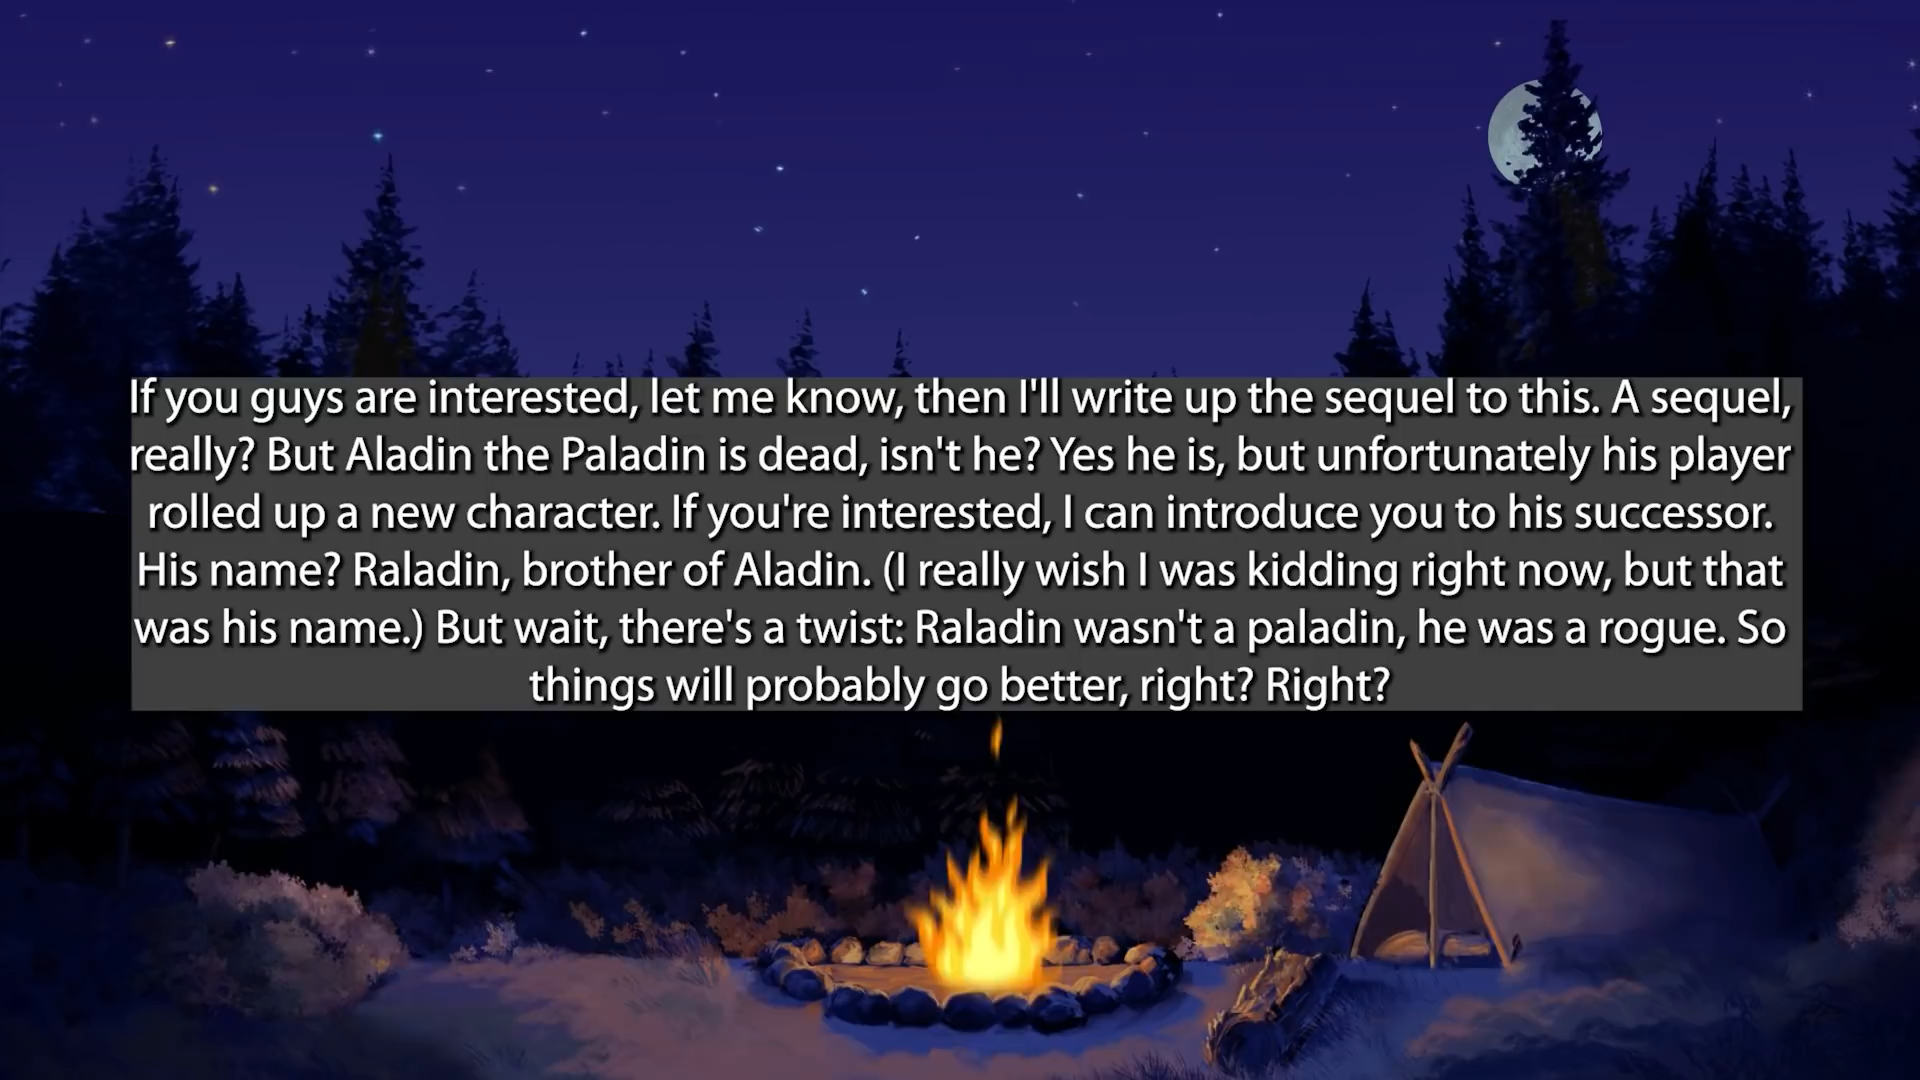 If you guys are interested, let me know, then I'll write up the sequel to this. A sequel,
really? But Aladin the Paladin is dead, isn't he? Yes he is, but unfortunately his player
rolled up a new character. If you're interested, I can introduce you to his successor.
His name? Raladin, brother of Aladin. (I really wish I was kidding right now, but that
was his name.) But wait, there's a twist: Raladin wasn't a paladin, he was a rogue. So
things will probably go better, right? Right?